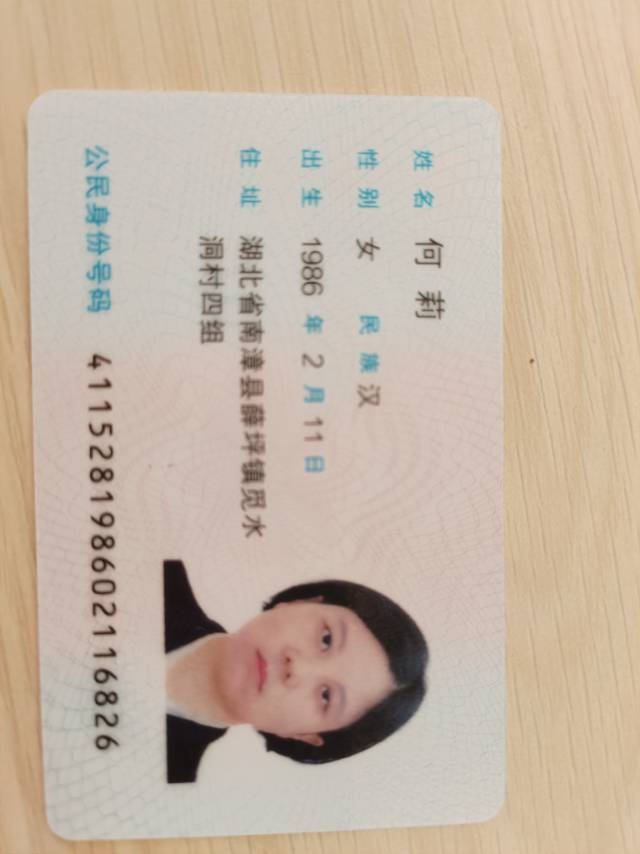 姓名 何莉
性别 女 民族 汉
出生 1986 年 2 月 11 日
住址 湖北省南漳县薛坪镇觅水
洞村四组
公民身份号码 411528198602116826